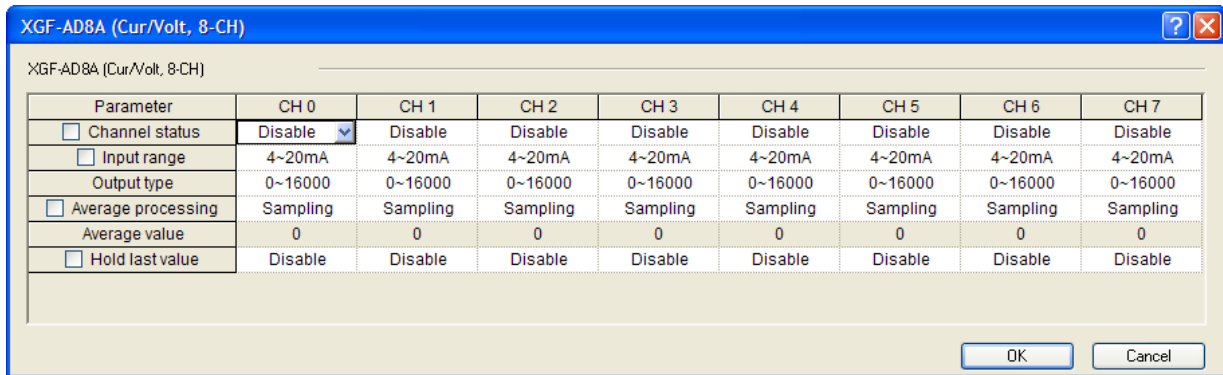 XGF-AD8A (Cur/Volt, 8-CH)
XGF-AD8A (Cur/Volt, 8-CH)
Parameter CH 0 CH 1 CH 2 CH 3 CH 4 CH 5 CH 6 CH 7
Channel status Disable Disable Disable Disable Disable Disable Disable Disable
Input range 4~20mA 4~20mA 4~20mA 4~20mA 4~20mA 4~20mA 4~20mA 4~20mA
Output type 0~16000 0~16000 0~16000 0~16000 0~16000 0~16000 0~16000 0~16000
Average processing Sampling Sampling Sampling Sampling Sampling Sampling Sampling Sampling
Average value 0 0 0 0 0 0 0 0
Hold last value Disable Disable Disable Disable Disable Disable Disable Disable
OK Cancel